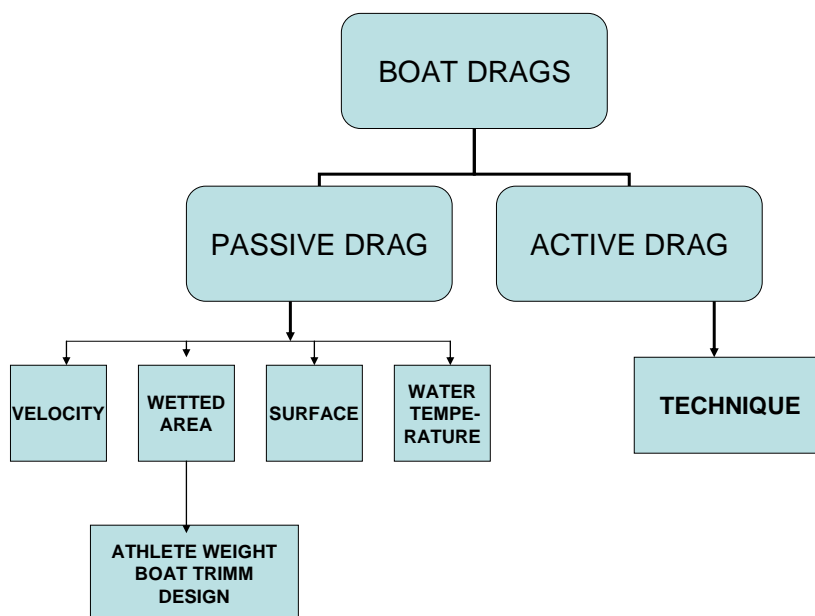 BOAT DRAGS
PASSIVE DRAG
ACTIVE DRAG
VELOCITY
WETTED
AREA
SURFACE
WATER
TEMPE-
RATURE
TECHNIQUE
ATHLETE WEIGHT
BOAT TRIMM
DESIGN